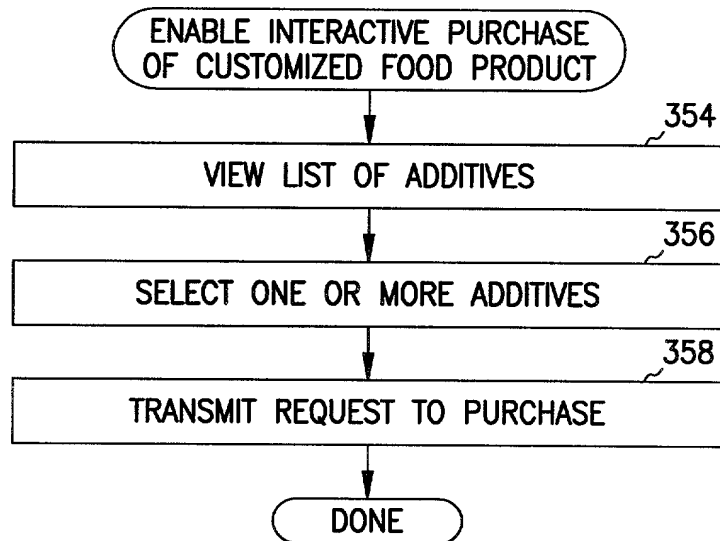 ENABLE INTERACTIVE PURCHASE
OF CUSTOMIZED FOOD PRODUCT
354
VIEW LIST OF ADDITIVES
356
SELECT ONE OR MORE ADDITIVES
358
TRANSMIT REQUEST TO PURCHASE
DONE